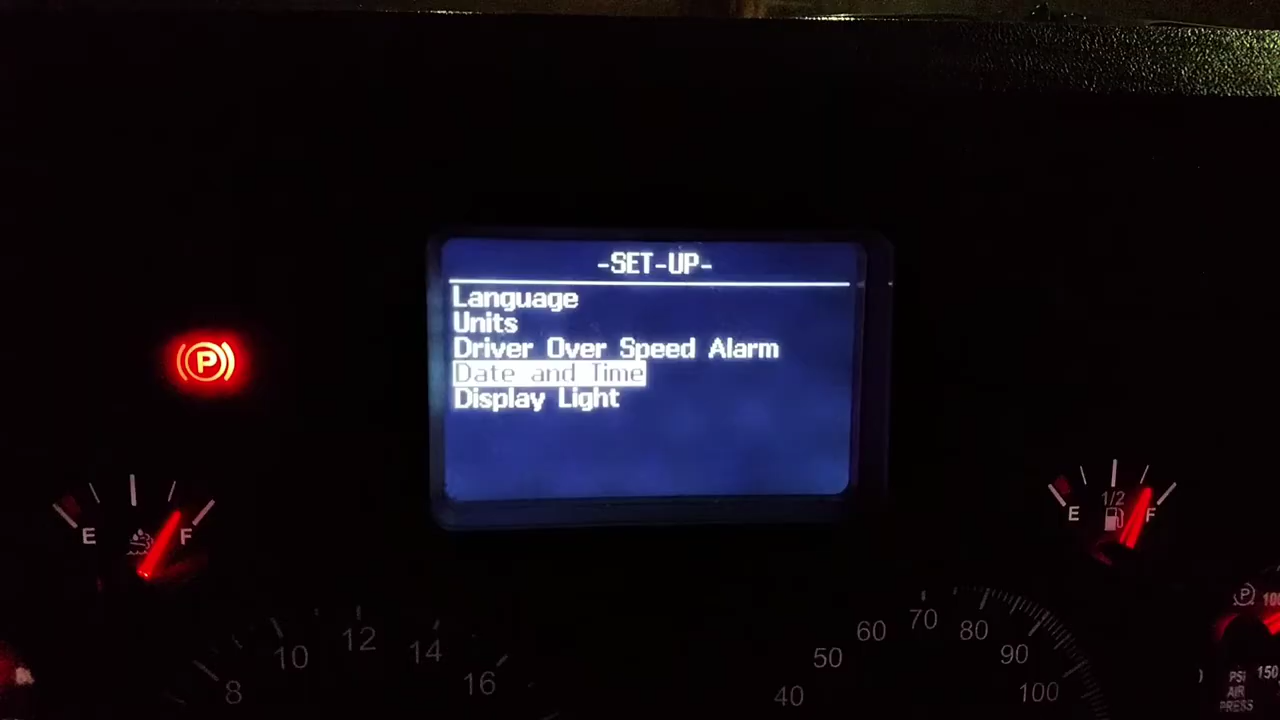 -SET-UP-
Language
Units
Driver Over Speed Alarm
Date and Time
Display Light
P
E
F
E
1/2
F
8
10
12
14
16
40
50
60
70
80
90
100
P
100
150
PSI
AIR
PRESS